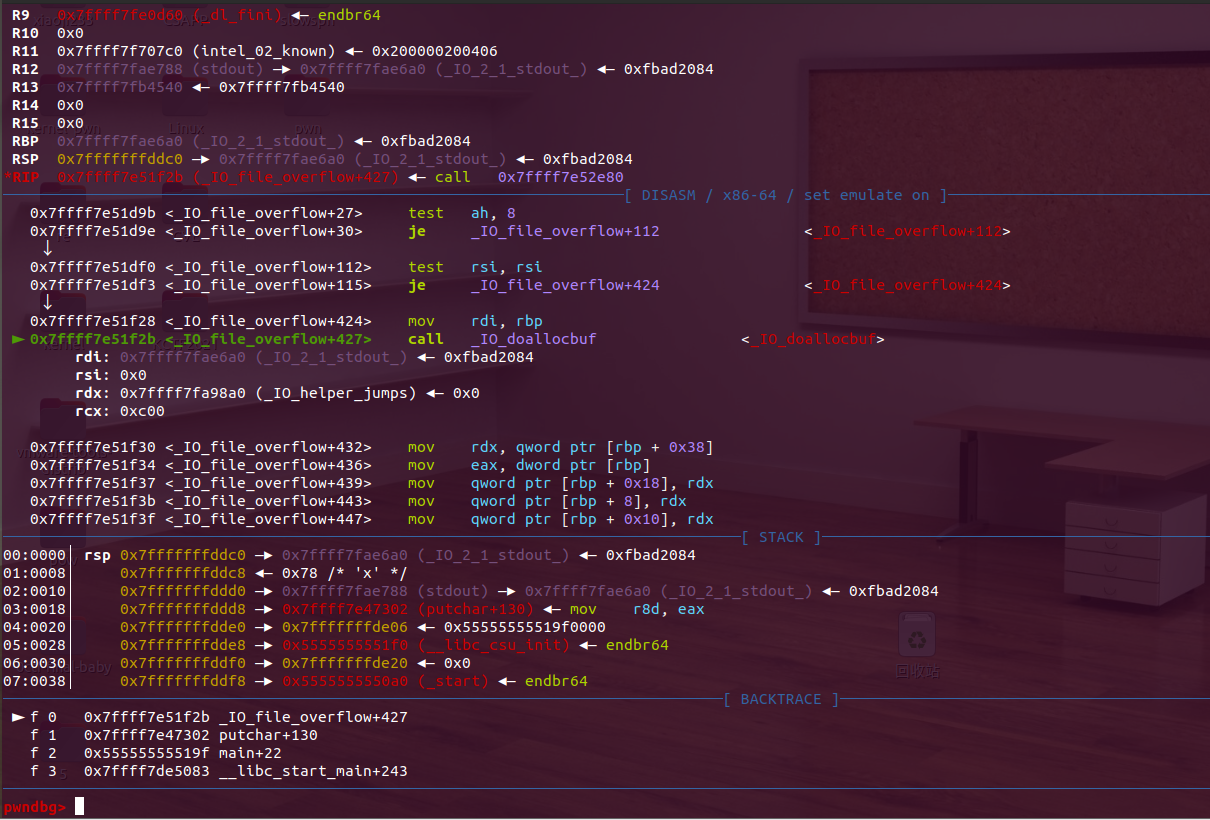 R9 0x7ffff7fe0d60 (_dl_fini) ◂— endbr64
R10 0x0
R11 0x7ffff7f707c0 (intel_02_known) ◂— 0x200000200406
R12 0x7ffff7fae788 (stdout) —▸ 0x7ffff7fae6a0 (_IO_2_1_stdout_) ◂— 0xfbad2084
R13 0x7ffff7fb4540 ◂— 0x7ffff7fb4540
R14 0x0
R15 0x0
RBP 0x7ffff7fae6a0 (_IO_2_1_stdout_) ◂— 0xfbad2084
RSP 0x7fffffffddc0 —▸ 0x7ffff7fae6a0 (_IO_2_1_stdout_) ◂— 0xfbad2084
*RIP 0x7ffff7e51f2b (_IO_file_overflow+427) ◂— call 0x7ffff7e52e80
[ DISASM / x86-64 / set emulate on ]
0x7ffff7e51d9b <_IO_file_overflow+27> test ah, 8
0x7ffff7e51d9e <_IO_file_overflow+30> je _IO_file_overflow+112 <_IO_file_overflow+112>
↓
0x7ffff7e51df0 <_IO_file_overflow+112> test rsi, rsi
0x7ffff7e51df3 <_IO_file_overflow+115> je _IO_file_overflow+424 <_IO_file_overflow+424>
↓
0x7ffff7e51f28 <_IO_file_overflow+424> mov rdi, rbp
► 0x7ffff7e51f2b <_IO_file_overflow+427> call _IO_doallocbuf <_IO_doallocbuf>
rdi: 0x7ffff7fae6a0 (_IO_2_1_stdout_) ◂— 0xfbad2084
rsi: 0x0
rdx: 0x7ffff7fa98a0 (_IO_helper_jumps) ◂— 0x0
rcx: 0xc00
0x7ffff7e51f30 <_IO_file_overflow+432> mov rdx, qword ptr [rbp + 0x38]
0x7ffff7e51f34 <_IO_file_overflow+436> mov eax, dword ptr [rbp]
0x7ffff7e51f37 <_IO_file_overflow+439> mov qword ptr [rbp + 0x18], rdx
0x7ffff7e51f3b <_IO_file_overflow+443> mov qword ptr [rbp + 8], rdx
0x7ffff7e51f3f <_IO_file_overflow+447> mov qword ptr [rbp + 0x10], rdx
[ STACK ]
00:0000│ rsp 0x7fffffffddc0 —▸ 0x7ffff7fae6a0 (_IO_2_1_stdout_) ◂— 0xfbad2084
01:0008│ 0x7fffffffddc8 ◂— 0x78 /* 'x' */
02:0010│ 0x7fffffffddd0 —▸ 0x7ffff7fae788 (stdout) —▸ 0x7ffff7fae6a0 (_IO_2_1_stdout_) ◂— 0xfbad2084
03:0018│ 0x7fffffffddd8 —▸ 0x7ffff7e47302 (putchar+130) ◂— mov r8d, eax
04:0020│ 0x7fffffffdde0 —▸ 0x7fffffffde06 ◂— 0x55555555519f0000
05:0028│ 0x7fffffffdde8 —▸ 0x5555555551f0 (__libc_csu_init) ◂— endbr64
06:0030│ 0x7fffffffddf0 —▸ 0x7fffffffde20 ◂— 0x0
07:0038│ 0x7fffffffddf8 —▸ 0x5555555550a0 (_start) ◂— endbr64
[ BACKTRACE ]
► f 0 0x7ffff7e51f2b _IO_file_overflow+427
f 1 0x7ffff7e47302 putchar+130
f 2 0x55555555519f main+22
f 3 0x7ffff7de5083 __libc_start_main+243
pwndbg>
回收站